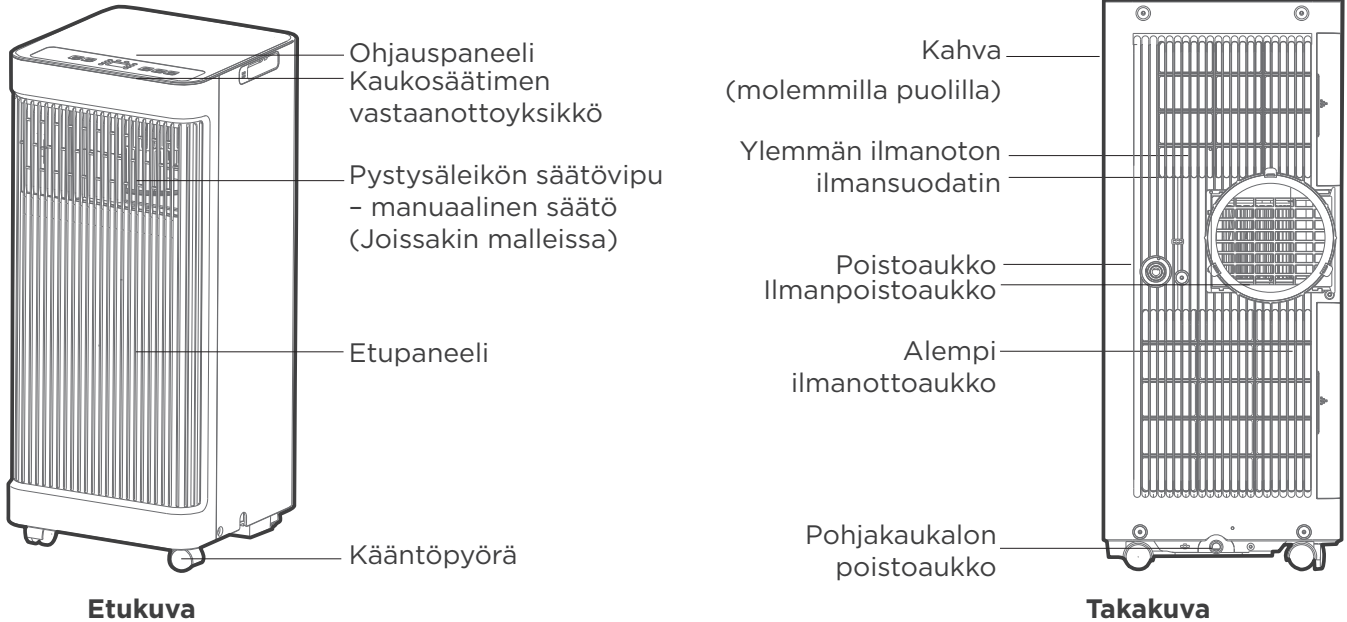 Ohjauspaneeli
Kaukosäätimen
vastaanottoyksikkö
Pystysäleikön säätövipu
– manuaalinen säätö
(Joissakin malleissa)
Etupaneeli
Kääntöpyörä
Etukuva
Kahva
(molemmilla puolilla)
Ylemmän ilmanoton
ilmansuodatin
Poistoaukko
Ilmanpoistoaukko
Alempi
ilmanottoaukko
Pohjakaukalon
poistoaukko
Takakuva